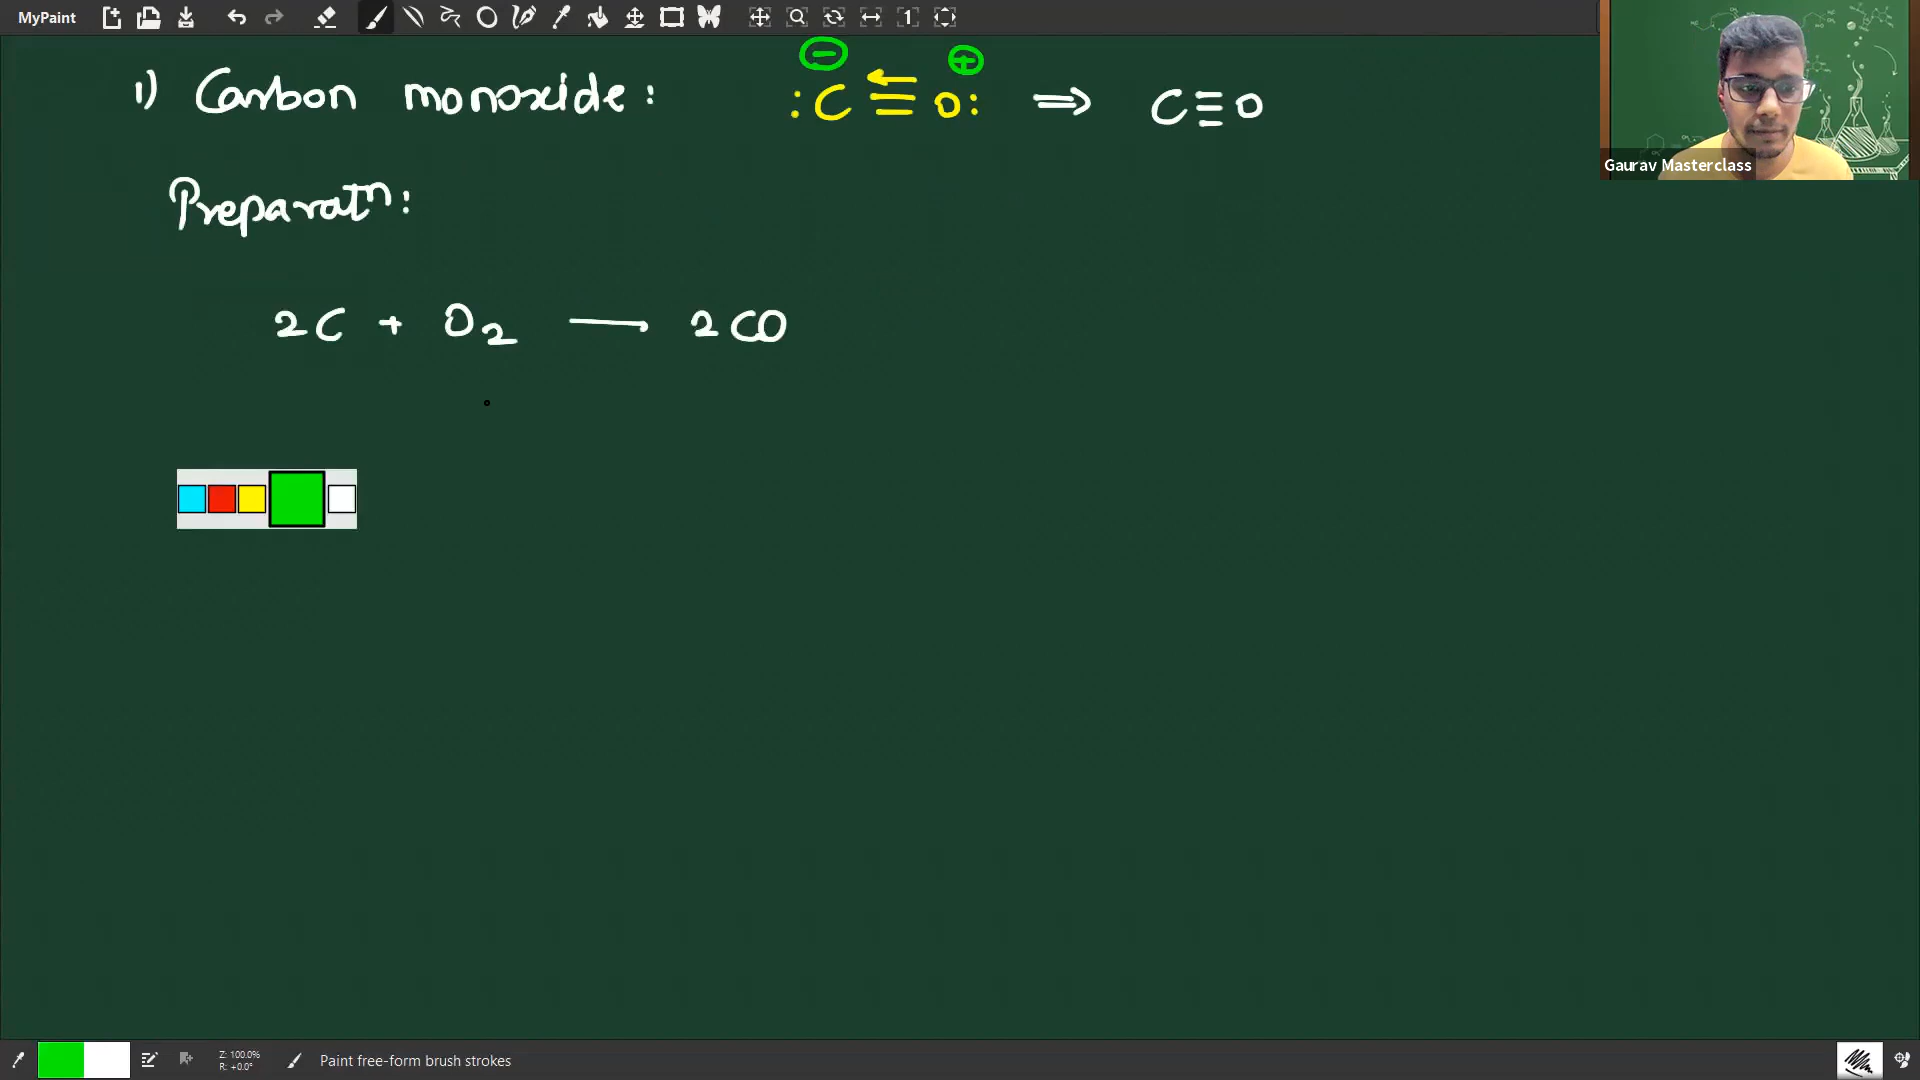 MyPaint
1) Carbon monoxide : :C ≡ O: ⇒ C≡O
⊖ ⊕
Gaurav Masterclass
Preparatⁿ :
2C + O₂ — 2CO
Z: 100.0%
R: +0.0°
Paint free-form brush strokes